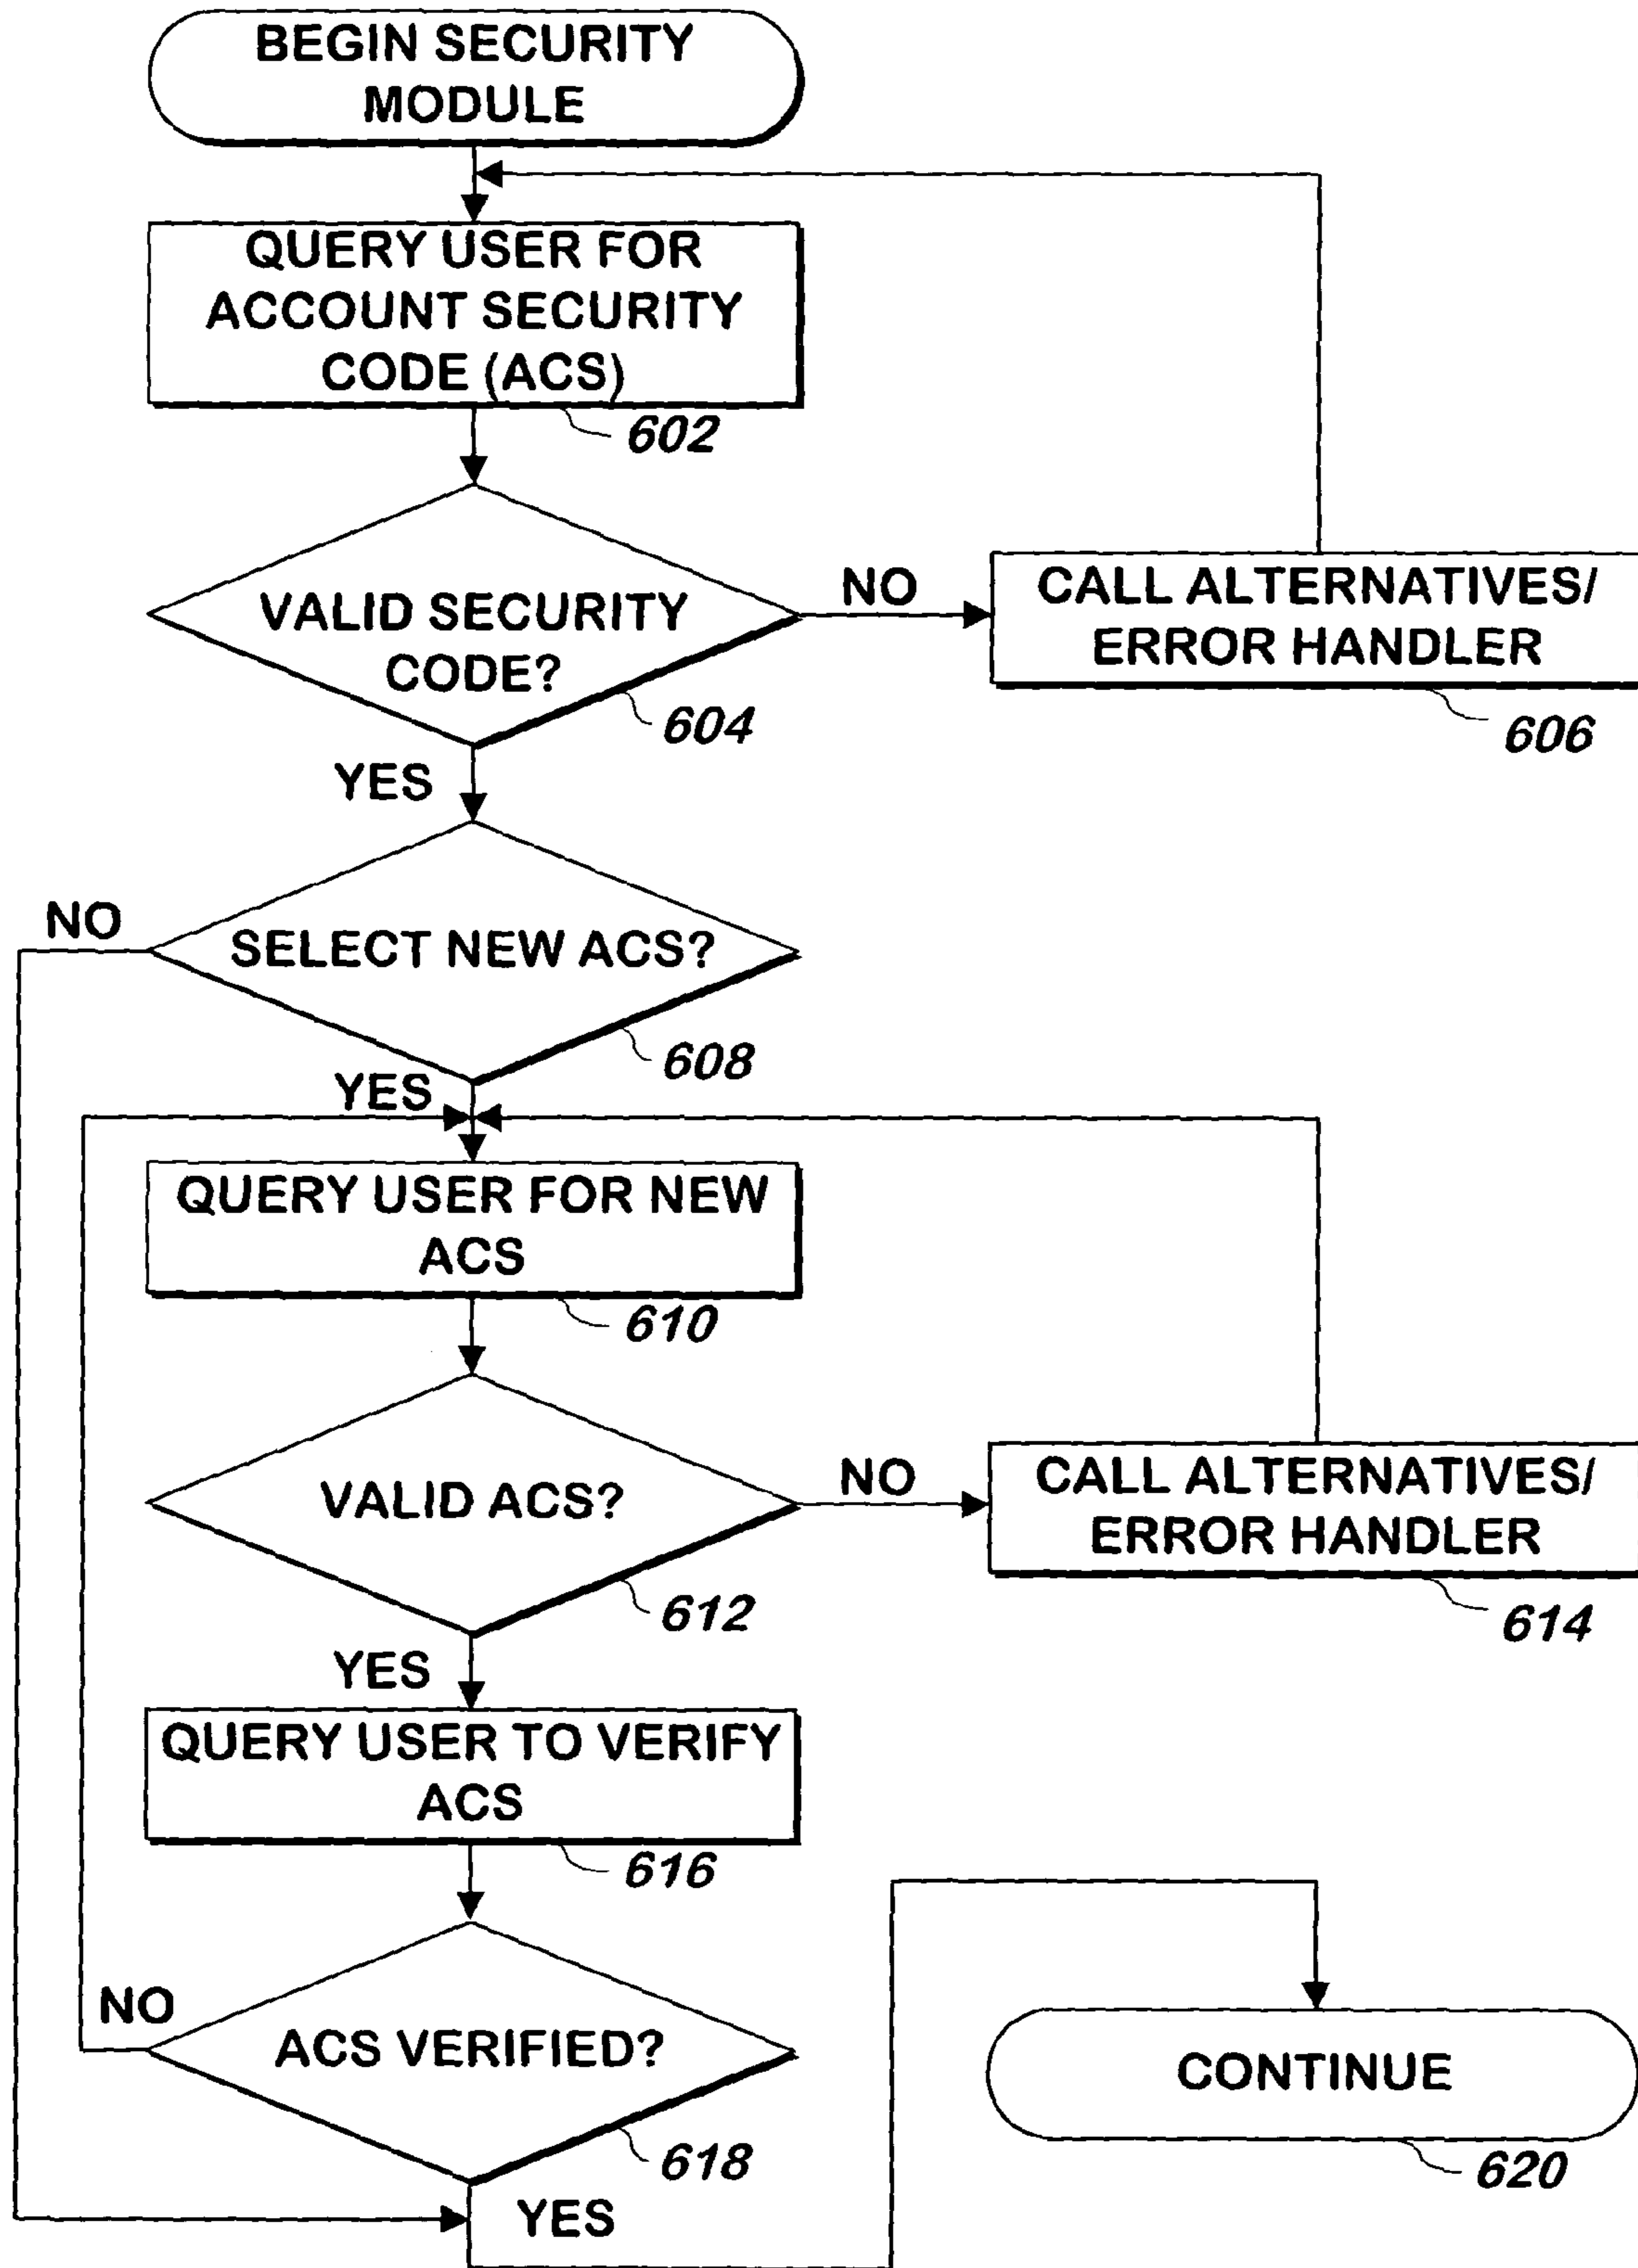 BEGIN SECURITY
MODULE
QUERY USER FOR
ACCOUNT SECURITY
CODE (ACS)
602
VALID SECURITY
CODE?
604
NO
CALL ALTERNATIVES/
ERROR HANDLER
606
YES
NO
SELECT NEW ACS?
608
YES
QUERY USER FOR NEW
ACS
610
VALID ACS?
612
NO
CALL ALTERNATIVES/
ERROR HANDLER
614
YES
QUERY USER TO VERIFY
ACS
616
NO
ACS VERIFIED?
618
YES
CONTINUE
620